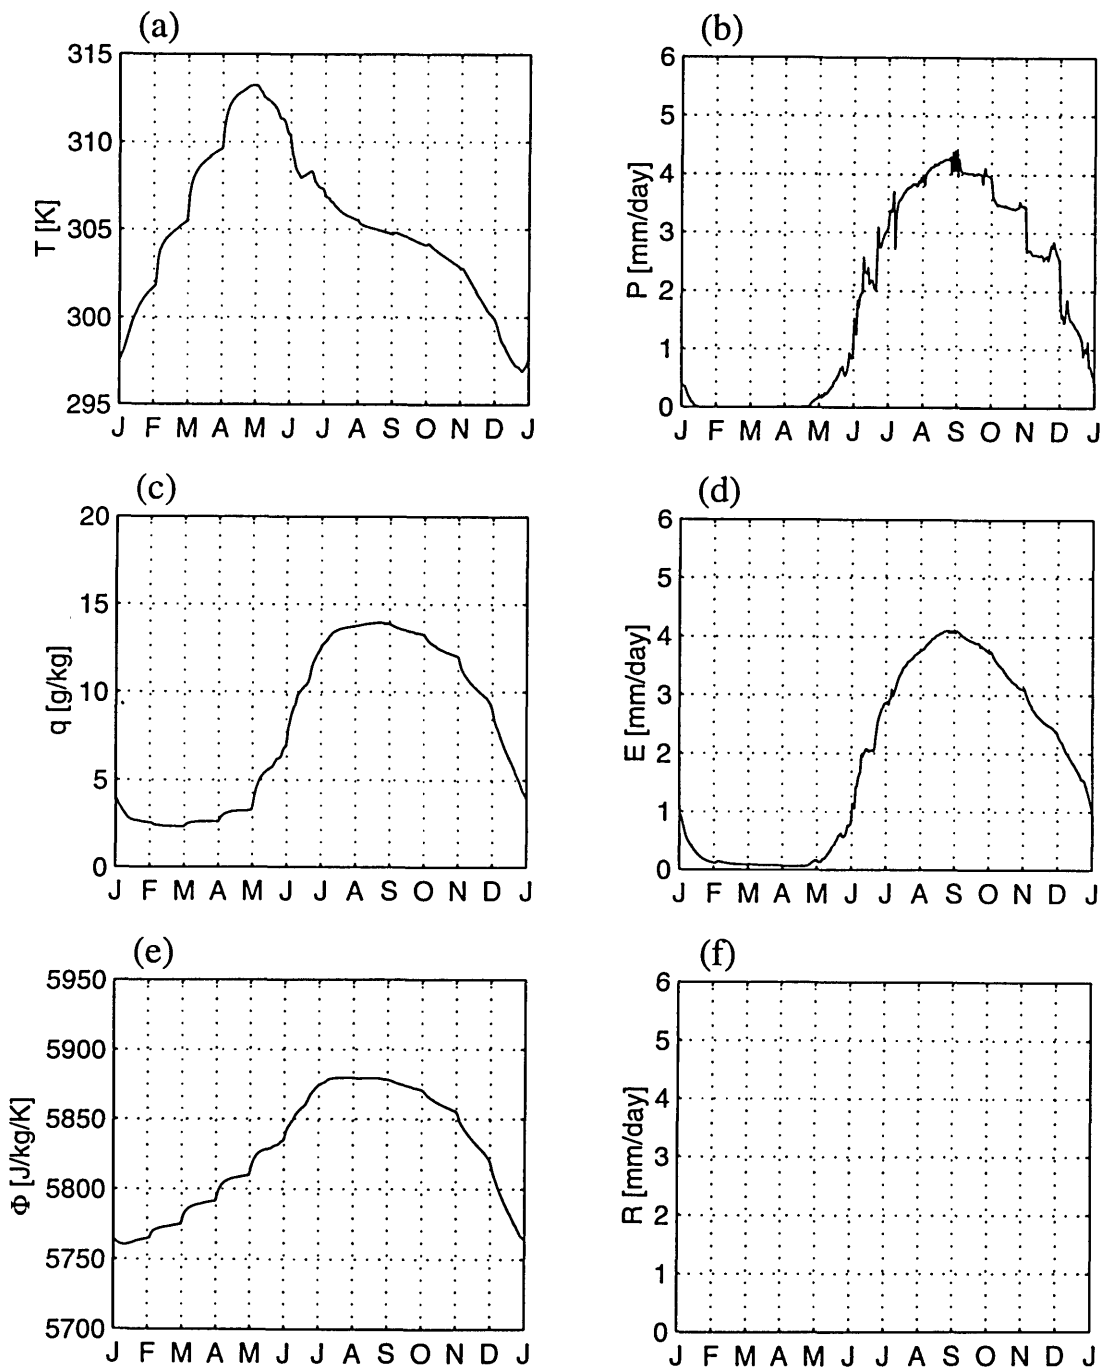 (a)
T [K]
315
310
305
300
295
J F M A M J J A S O N D J
(b)
P [mm/day]
6
5
4
3
2
1
0
J F M A M J J A S O N D J
(c)
q [g/kg]
20
15
10
5
0
J F M A M J J A S O N D J
(d)
E [mm/day]
6
5
4
3
2
1
0
J F M A M J J A S O N D J
(e)
Φ [J/kg/K]
5950
5900
5850
5800
5750
5700
J F M A M J J A S O N D J
(f)
R [mm/day]
6
5
4
3
2
1
0
J F M A M J J A S O N D J